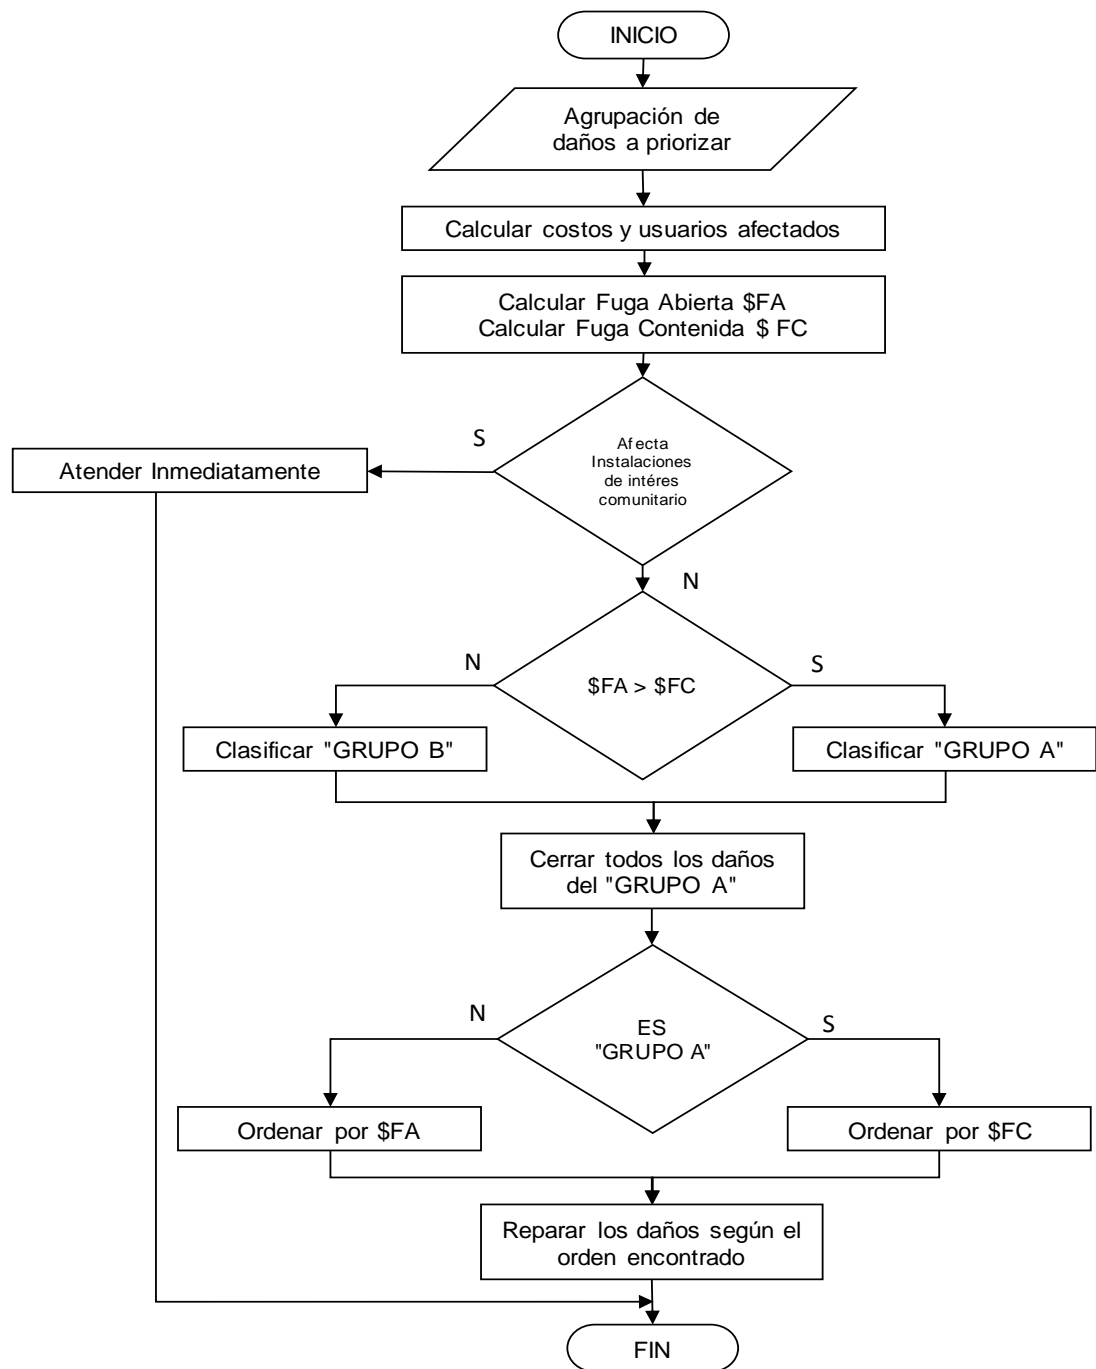 INICIO
Agrupación de
daños a priorizar
Calcular costos y usuarios afectados
Calcular Fuga Abierta $FA
Calcular Fuga Contenida $ FC
S
Afecta
Instalaciones
de intéres
comunitario
Atender Inmediatamente
N
N
$FA > $FC
S
Clasificar "GRUPO B"
Clasificar "GRUPO A"
Cerrar todos los daños
del "GRUPO A"
N
ES
"GRUPO A"
S
Ordenar por $FA
Ordenar por $FC
Reparar los daños según el
orden encontrado
FIN